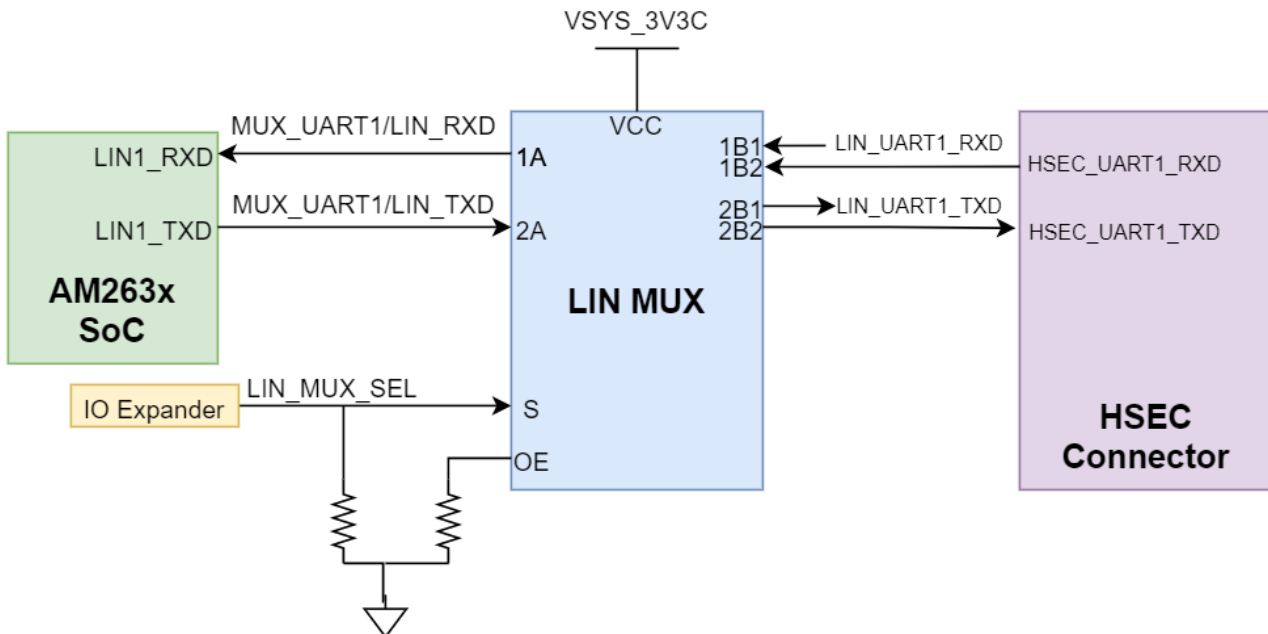 VSYS_3V3C
MUX_UART1/LIN_RXD
VCC
LIN1_RXD
1A
1B1
LIN_UART1_RXD
1B2
HSEC_UART1_RXD
MUX_UART1/LIN_TXD
2B1
LIN_UART1_TXD
LIN1_TXD
2A
2B2
HSEC_UART1_TXD
AM263x
SoC
LIN MUX
LIN_MUX_SEL
IO Expander
S
OE
HSEC
Connector